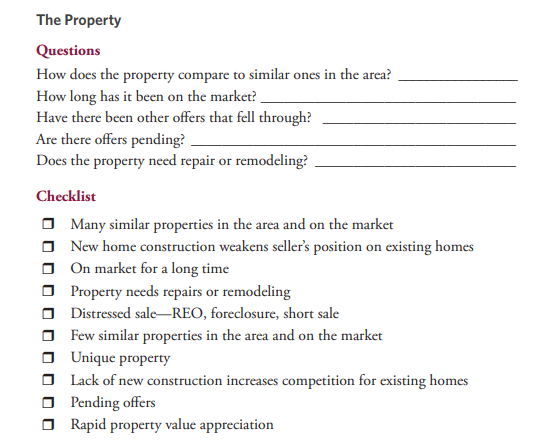 The Property
Questions
How does the property compare to similar ones in the area?
How long has it been on the market?
Have there been other offers that fell through?
Are there offers pending?
Does the property need repair or remodeling?
Checklist
Many similar properties in the area and on the market
New home construction weakens seller’s position on existing homes
On market for a long time
Property needs repairs or remodeling
Distressed sale—REO, foreclosure, short sale
Few similar properties in the area and on the market
Unique property
Lack of new construction increases competition for existing homes
Pending offers
Rapid property value appreciation